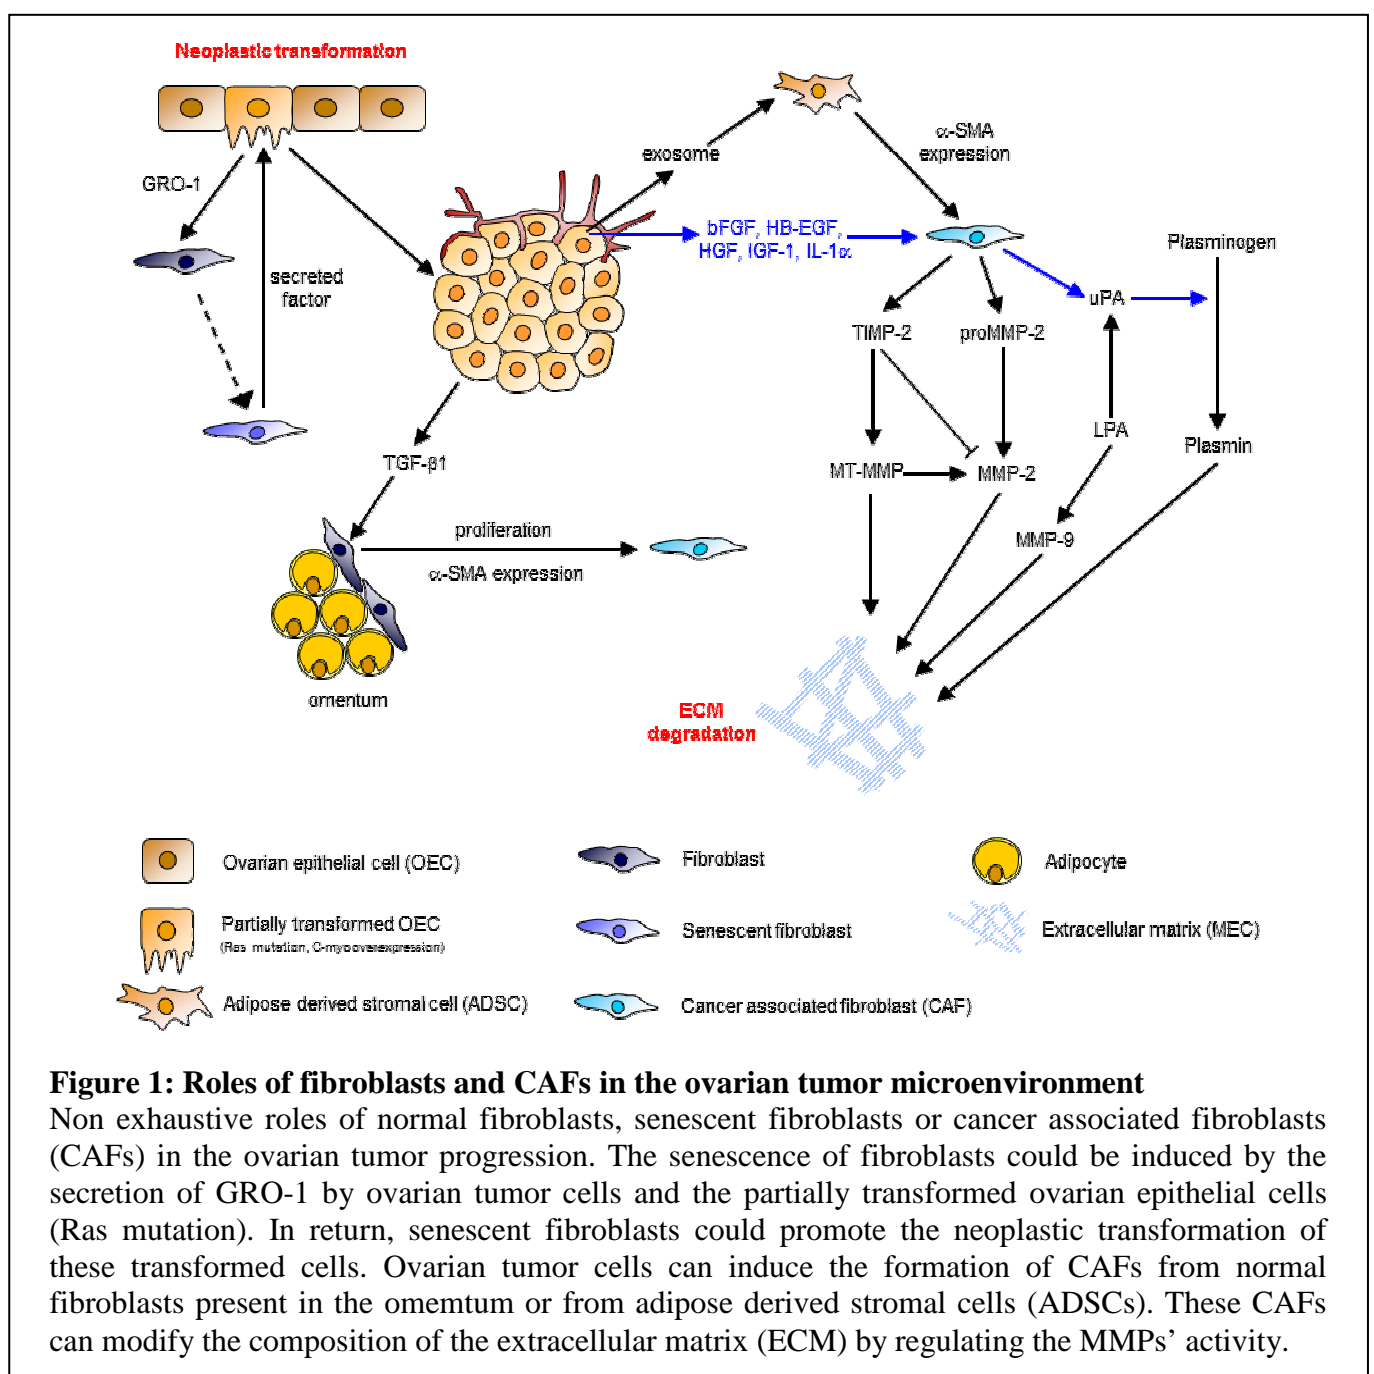 Neoplastic transformation
GRO-1
secreted
factor
exosome
α-SMA
expression
bFGF, HB-EGF,
HGF, IGF-1, IL-1α
Plasminogen
uPA
TIMP-2
proMMP-2
LPA
Plasmin
MT-MMP
MMP-2
MMP-9
TGF-β1
proliferation
α-SMA expression
omentum
ECM
degradation
Ovarian epithelial cell (OEC)
Fibroblast
Adipocyte
Partially transformed OEC
(Ras mutation, C-myc overexpression)
Senescent fibroblast
Extracellular matrix (MEC)
Adipose derived stromal cell (ADSC)
Cancer associated fibroblast (CAF)
Figure 1: Roles of fibroblasts and CAFs in the ovarian tumor microenvironment
Non exhaustive roles of normal fibroblasts, senescent fibroblasts or cancer associated fibroblasts
(CAFs) in the ovarian tumor progression. The senescence of fibroblasts could be induced by the
secretion of GRO-1 by ovarian tumor cells and the partially transformed ovarian epithelial cells
(Ras mutation). In return, senescent fibroblasts could promote the neoplastic transformation of
these transformed cells. Ovarian tumor cells can induce the formation of CAFs from normal
fibroblasts present in the omemtum or from adipose derived stromal cells (ADSCs). These CAFs
can modify the composition of the extracellular matrix (ECM) by regulating the MMPs’ activity.